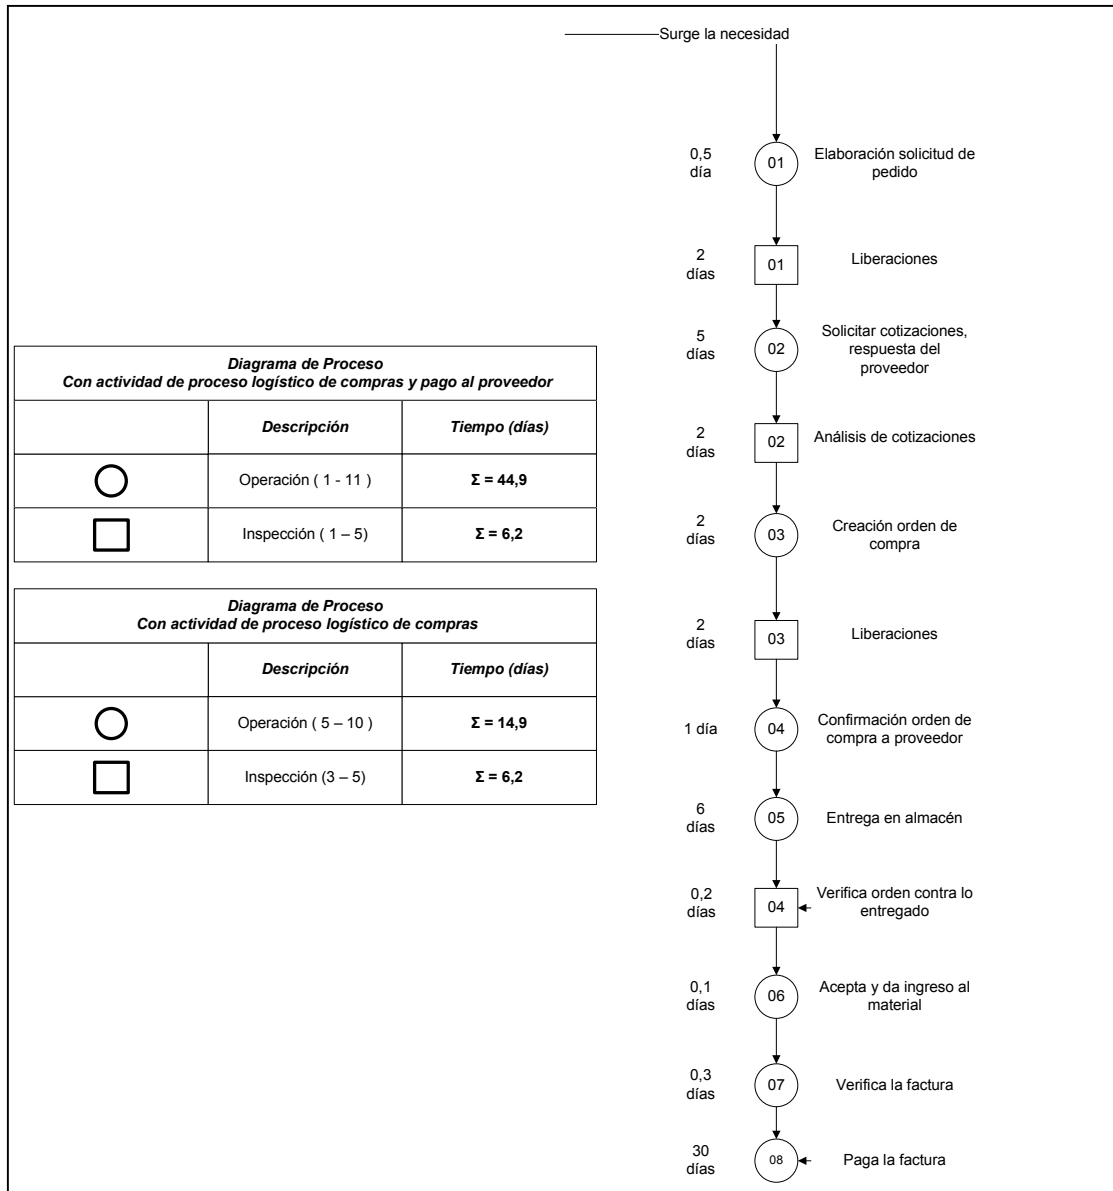 Surge la necesidad
0,5
día
01
Elaboración solicitud de
pedido
2
días
01
Liberaciones
5
días
02
Solicitar cotizaciones,
respuesta del
proveedor
2
días
02
Análisis de cotizaciones
2
días
03
Creación orden de
compra
2
días
03
Liberaciones
1 día
04
Confirmación orden de
compra a proveedor
6
días
05
Entrega en almacén
0,2
días
04
Verifica orden contra lo
entregado
0,1
días
06
Acepta y da ingreso al
material
0,3
días
07
Verifica la factura
30
días
08
Paga la factura
Diagrama de Proceso
Con actividad de proceso logístico de compras y pago al proveedor
Descripción
Tiempo (días)
Operación ( 1 - 11 )
Σ = 44,9
Inspección ( 1 – 5)
Σ = 6,2
Diagrama de Proceso
Con actividad de proceso logístico de compras
Descripción
Tiempo (días)
Operación ( 5 – 10 )
Σ = 14,9
Inspección (3 – 5)
Σ = 6,2